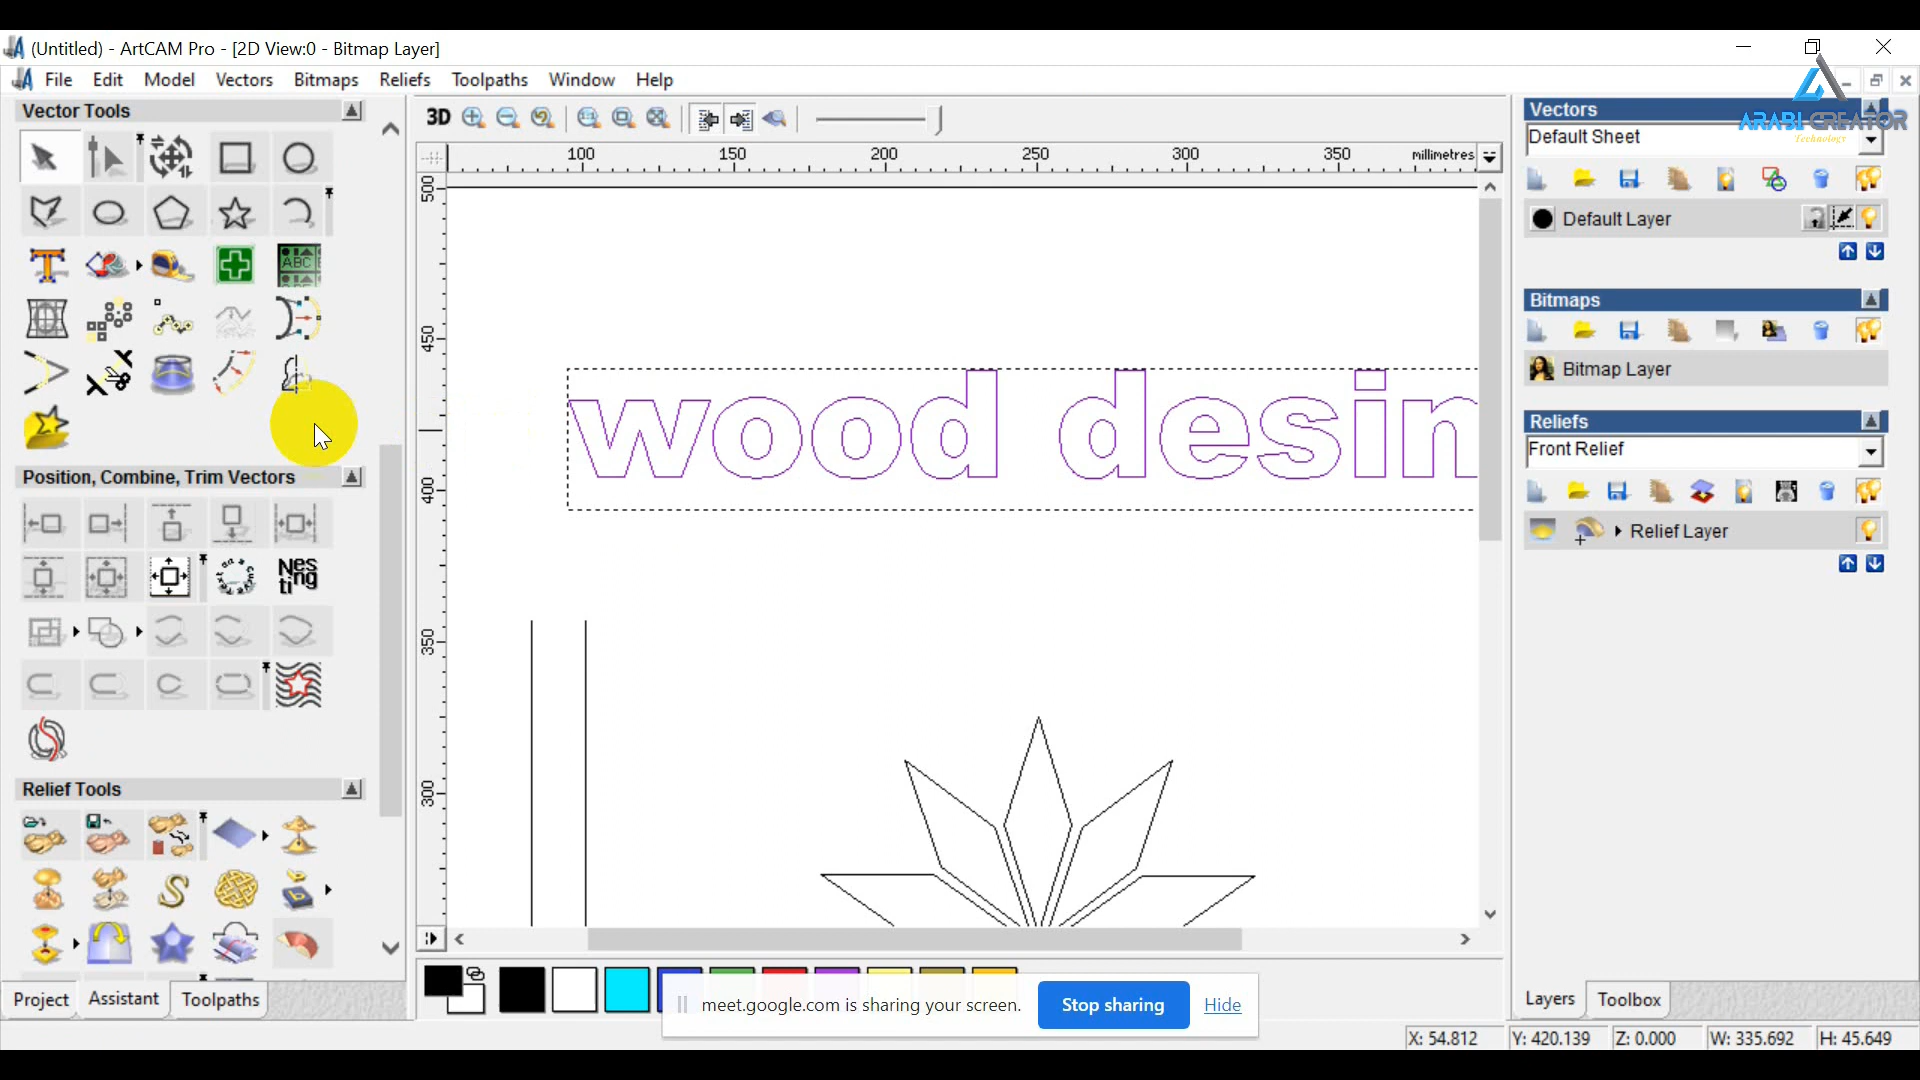 (Untitled) - ArtCAM Pro - [2D View:0 - Bitmap Layer]
File Edit Model Vectors Bitmaps Reliefs Toolpaths Window Help
Vector Tools
3D
Vectors
ARABI CREATOR
Technology
Default Sheet
100 150 200 250 300 350 millimetres
500
450
400
350
300
Default Layer
ABC
Bitmaps
Bitmap Layer
wood desin
Reliefs
Front Relief
Relief Layer
Position, Combine, Trim Vectors
Nes
ting
Relief Tools
Project Assistant Toolpaths
meet.google.com is sharing your screen. Stop sharing Hide
Layers Toolbox
X: 54.812 Y: 420.139 Z: 0.000 W: 335.692 H: 45.649